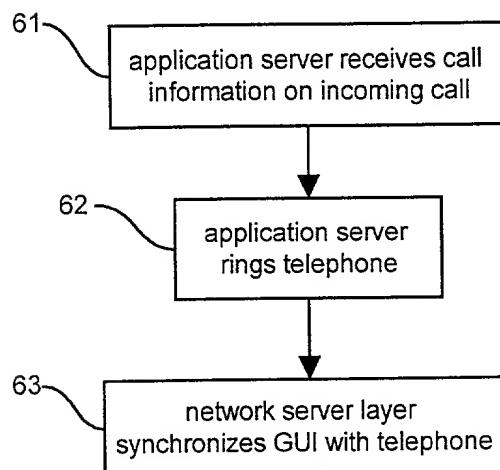 61
application server receives call
information on incoming call
62
application server
rings telephone
63
network server layer
synchronizes GUI with telephone